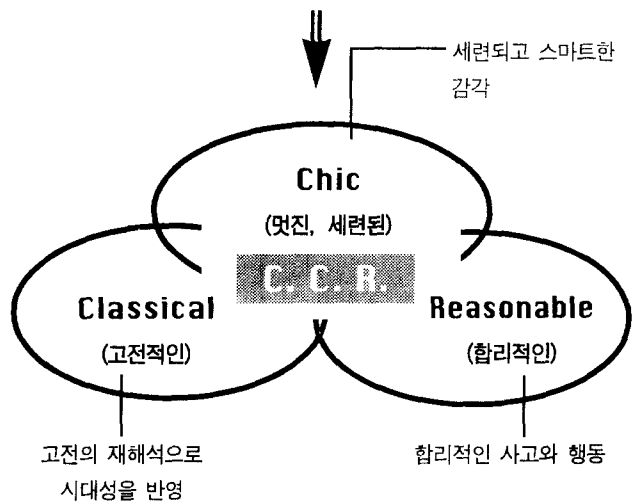 세련되고 스마트한
감각
Chic
(멋진, 세련된)
C. C. R.
Classical
(고전적인)
Reasonable
(합리적인)
고전의 재해석으로
시대성을 반영
합리적인 사고와 행동